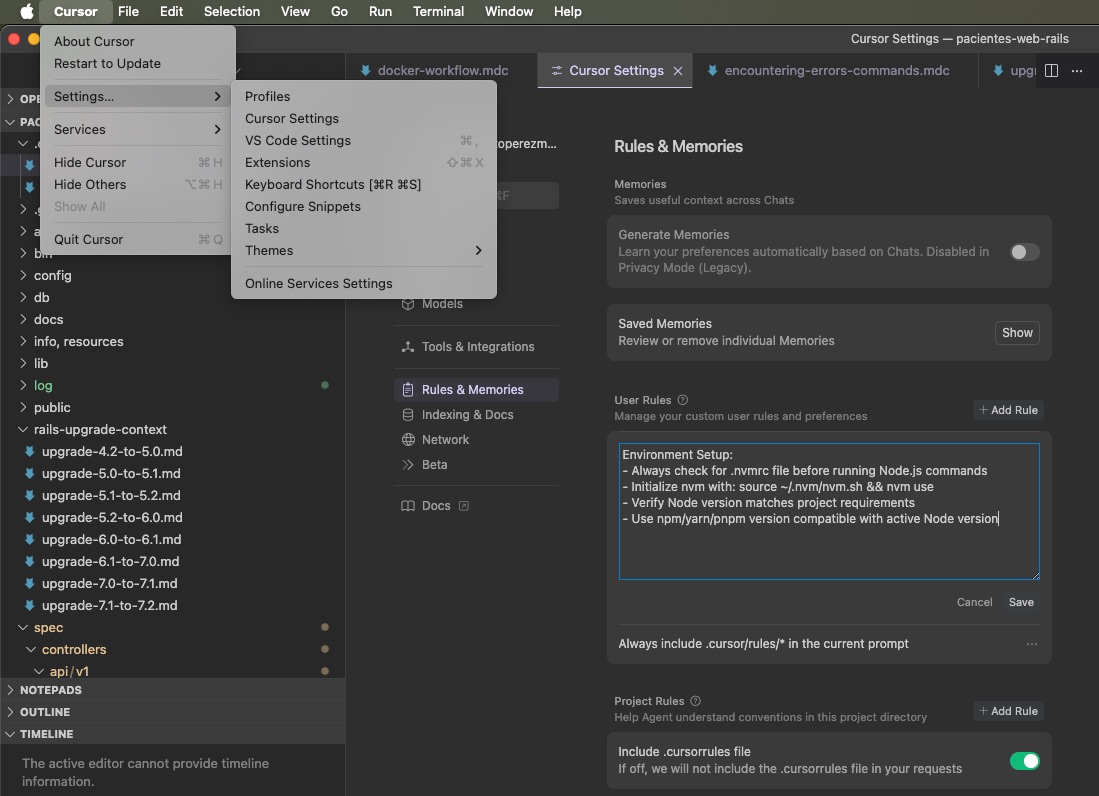 Cursor File Edit Selection View Go Run Terminal Window Help
Cursor Settings — pacientes-web-rails
About Cursor
Restart to Update
Settings...
Services
Hide Cursor ⌘ H
Hide Others ⌥⌘ H
Show All
Quit Cursor ⌘ Q
Profiles
Cursor Settings
VS Code Settings ⌘ ,
Extensions ⇧⌘ X
Keyboard Shortcuts [⌘R ⌘S]
Configure Snippets
Tasks
Themes
Online Services Settings
docker-workflow.mdc
Cursor Settings
encountering-errors-commands.mdc
upgr
config
db
docs
info, resources
lib
log
public
rails-upgrade-context
upgrade-4.2-to-5.0.md
upgrade-5.0-to-5.1.md
upgrade-5.1-to-5.2.md
upgrade-5.2-to-6.0.md
upgrade-6.0-to-6.1.md
upgrade-6.1-to-7.0.md
upgrade-7.0-to-7.1.md
upgrade-7.1-to-7.2.md
spec
controllers
api/v1
NOTEPADS
OUTLINE
TIMELINE
The active editor cannot provide timeline
information.
operezm...
⌘F
Models
Tools & Integrations
Rules & Memories
Indexing & Docs
Network
Beta
Docs
Rules & Memories
Memories
Saves useful context across Chats
Generate Memories
Learn your preferences automatically based on Chats. Disabled in
Privacy Mode (Legacy).
Saved Memories
Review or remove individual Memories
Show
User Rules
Manage your custom user rules and preferences
+ Add Rule
Environment Setup:
- Always check for .nvmrc file before running Node.js commands
- Initialize nvm with: source ~/.nvm/nvm.sh && nvm use
- Verify Node version matches project requirements
- Use npm/yarn/pnpm version compatible with active Node version
Cancel Save
Always include .cursor/rules/* in the current prompt
Project Rules
Help Agent understand conventions in this project directory
+ Add Rule
Include .cursorrules file
If off, we will not include the .cursorrules file in your requests